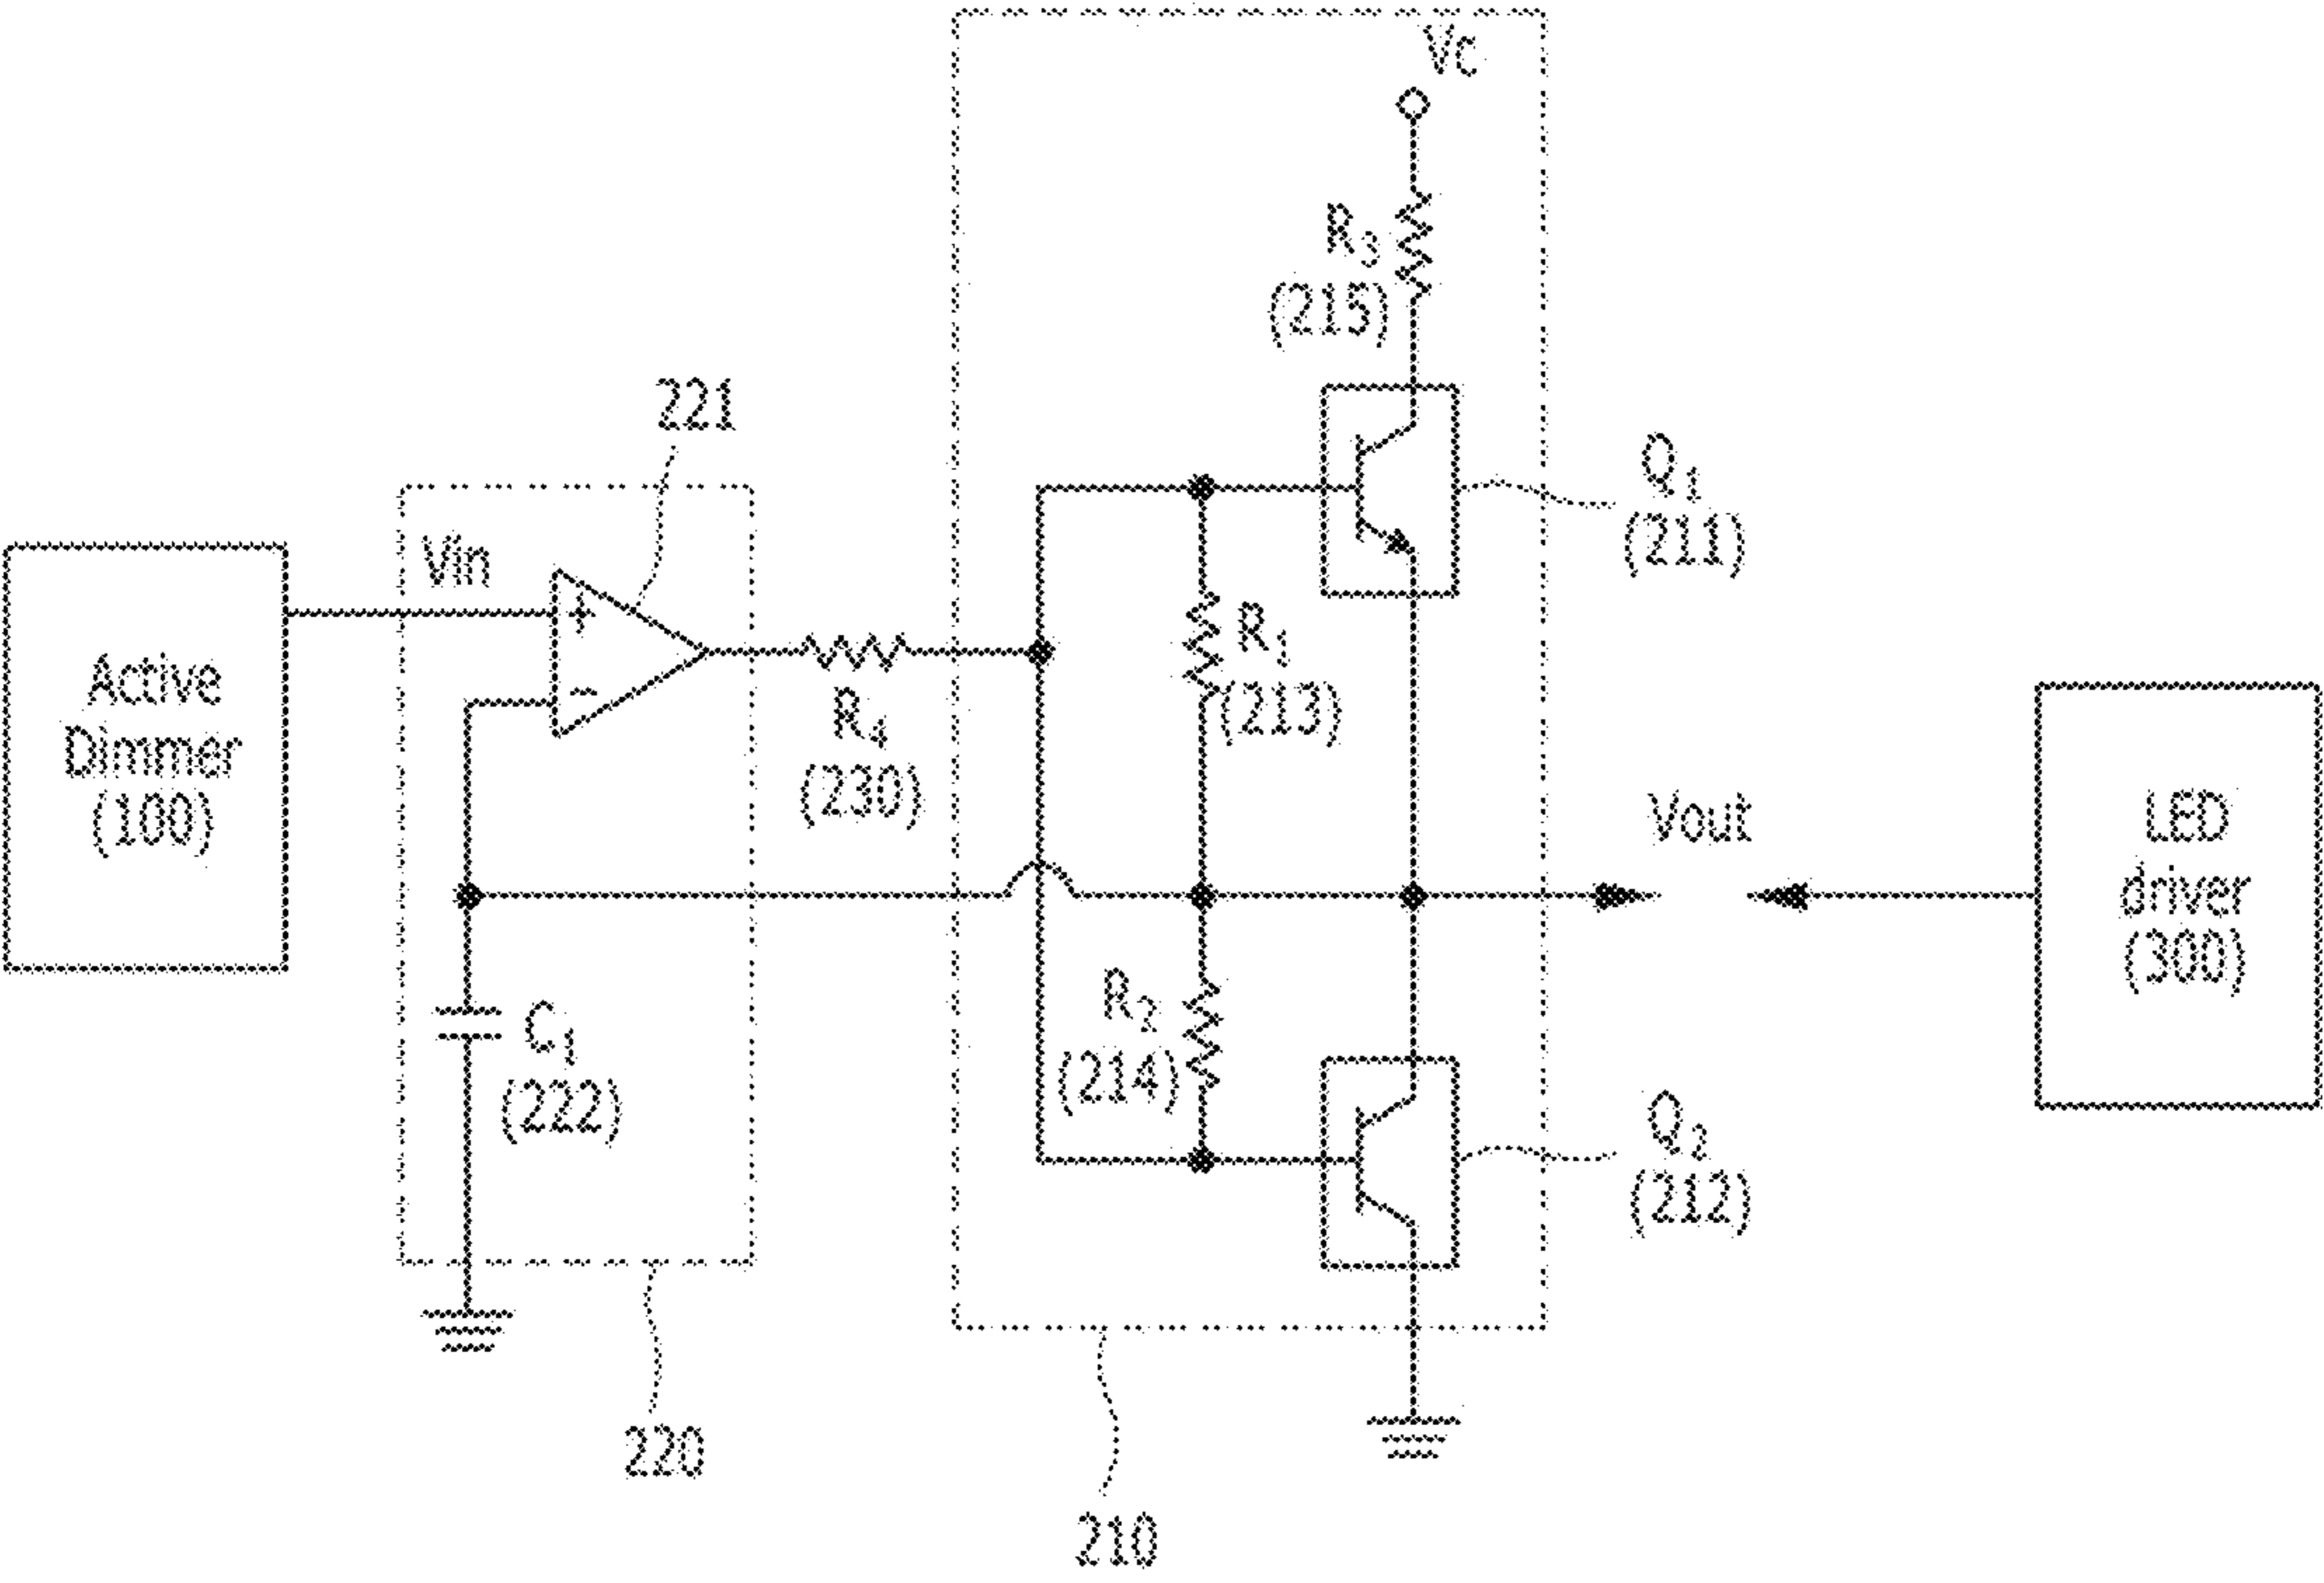 Vc
R3
(215)
221
Q1
(211)
Vin
+
-
R1
(213)
Active
Dimmer
(100)
R4
(230)
Vout
LED
driver
(300)
R2
(214)
C1
(222)
Q2
(212)
220
210